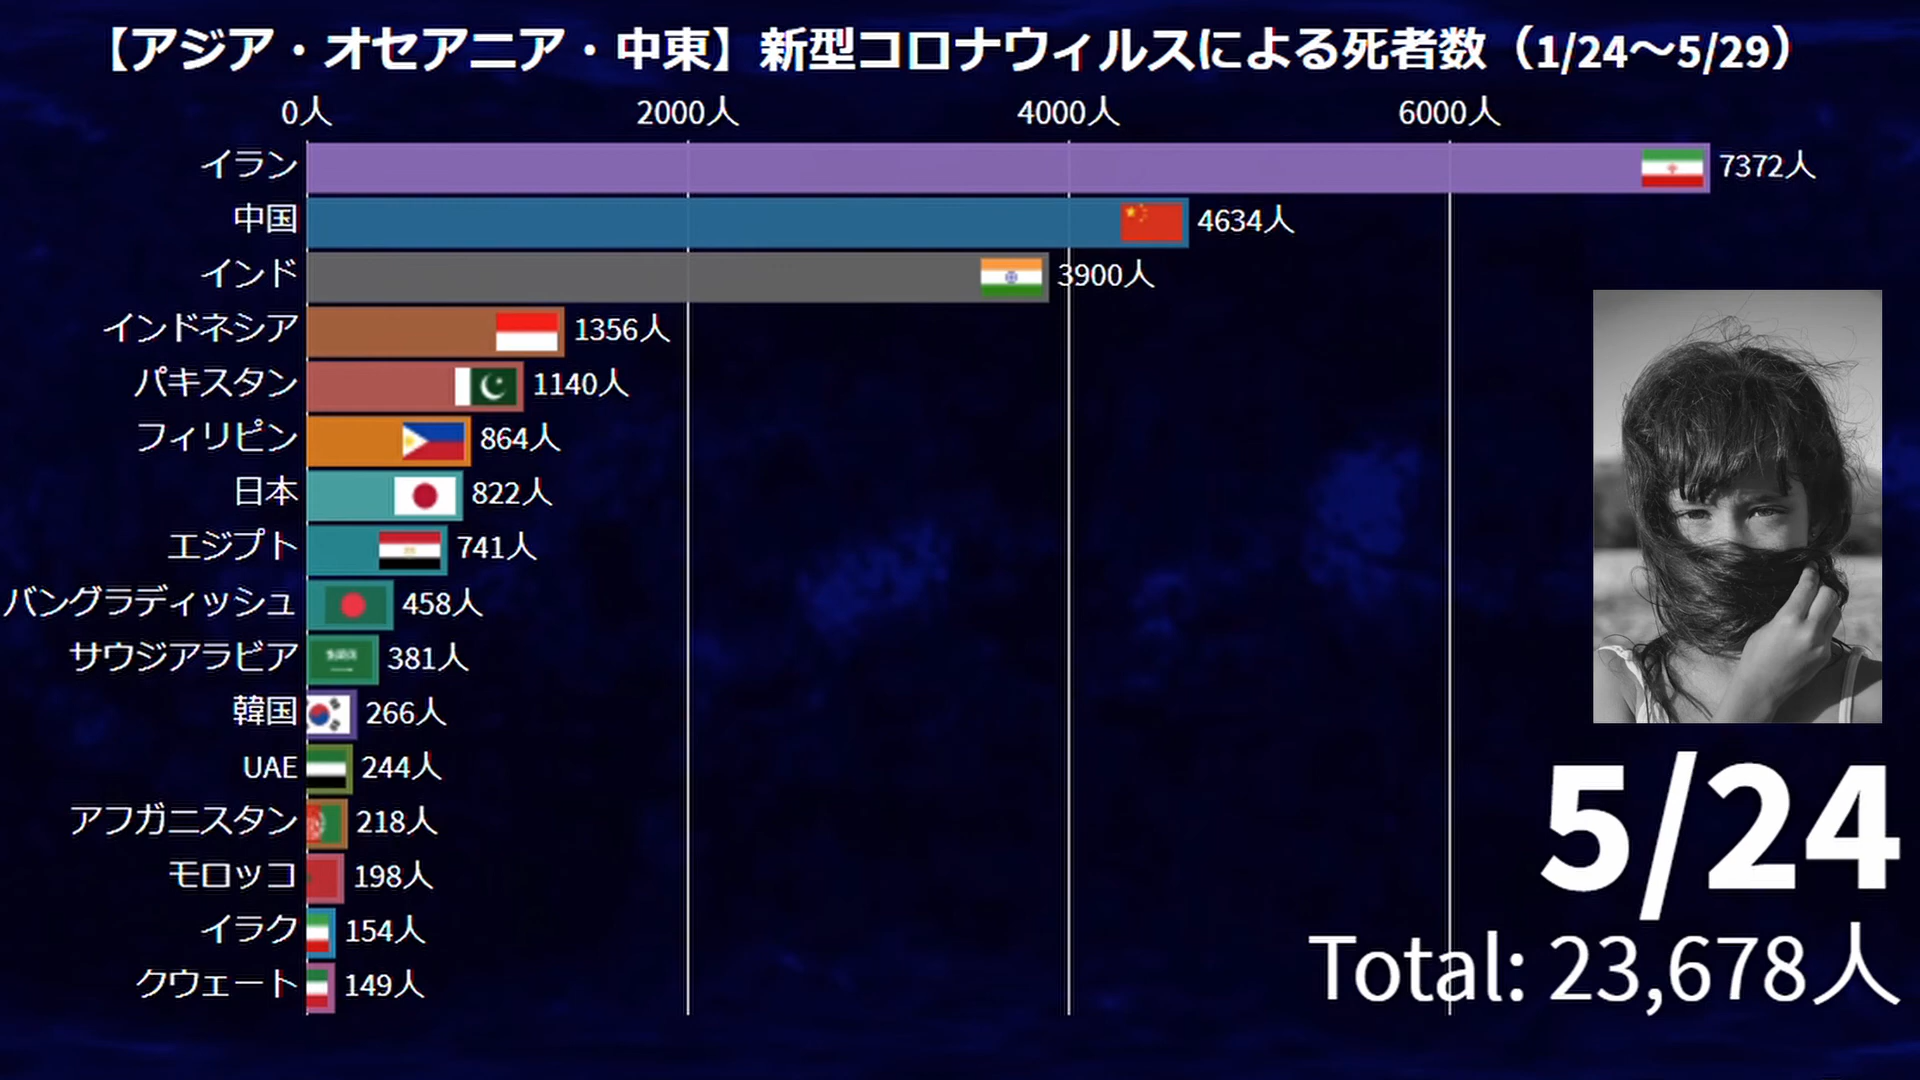 【アジア・オセアニア・中東】新型コロナウィルスによる死者数（1/24～5/29）
0人 2000人 4000人 6000人
イラン 7372人
中国 4634人
インド 3900人
インドネシア 1356人
パキスタン 1140人
フィリピン 864人
日本 822人
エジプト 741人
バングラディッシュ 458人
サウジアラビア 381人
韓国 266人
UAE 244人
アフガニスタン 218人
モロッコ 198人
イラク 154人
クウェート 149人
5/24
Total: 23,678人